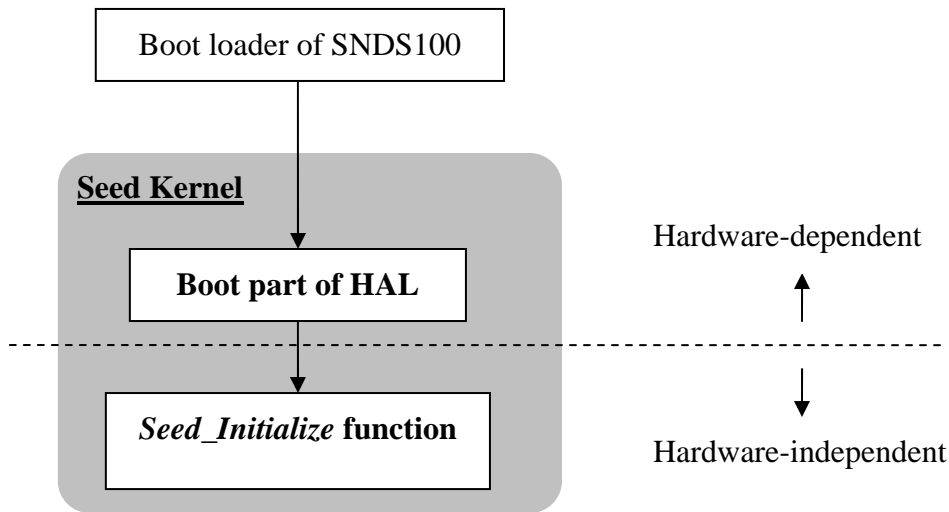 Boot loader of SNDS100
Seed Kernel
Hardware-dependent
Boot part of HAL
Seed_Initialize function
Hardware-independent